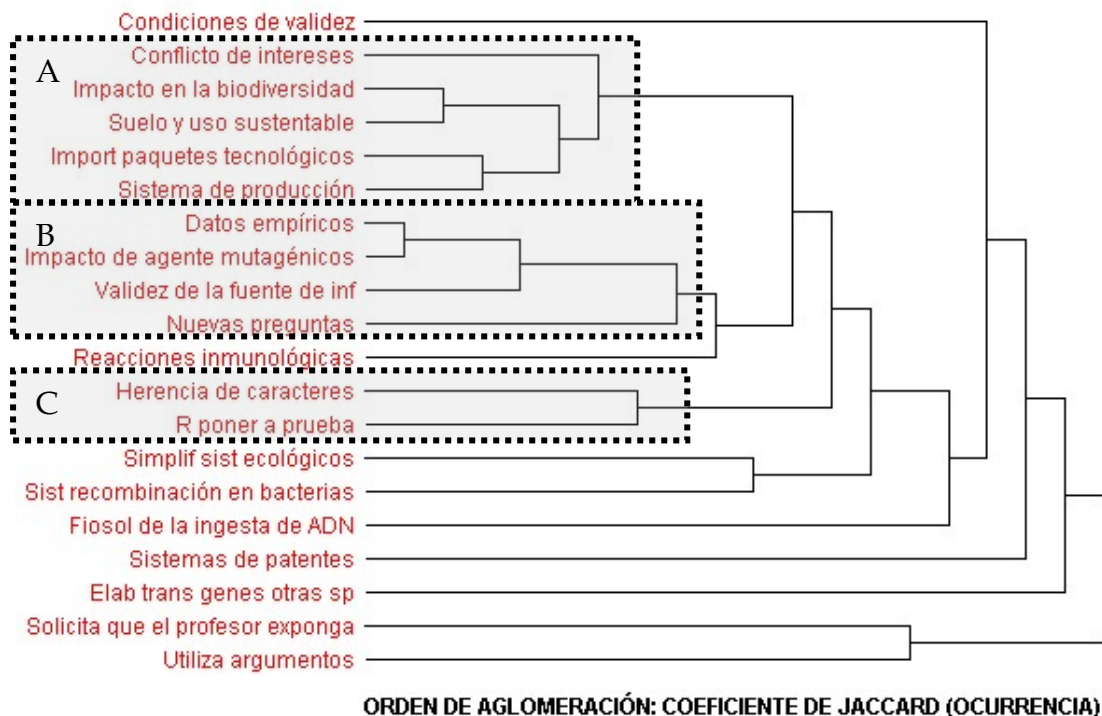 Condiciones de validez
A
Conflicto de intereses
Impacto en la biodiversidad
Suelo y uso sustentable
Import paquetes tecnológicos
Sistema de producción
B
Datos empíricos
Impacto de agente mutagénicos
Validez de la fuente de inf
Nuevas preguntas
Reacciones inmunológicas
C
Herencia de caracteres
R poner a prueba
Simplif sist ecológicos
Sist recombinación en bacterias
Fiosol de la ingesta de ADN
Sistemas de patentes
Elab trans genes otras sp
Solicita que el profesor exponga
Utiliza argumentos
ORDEN DE AGLOMERACIÓN: COEFICIENTE DE JACCARD (OCURRENCIA)